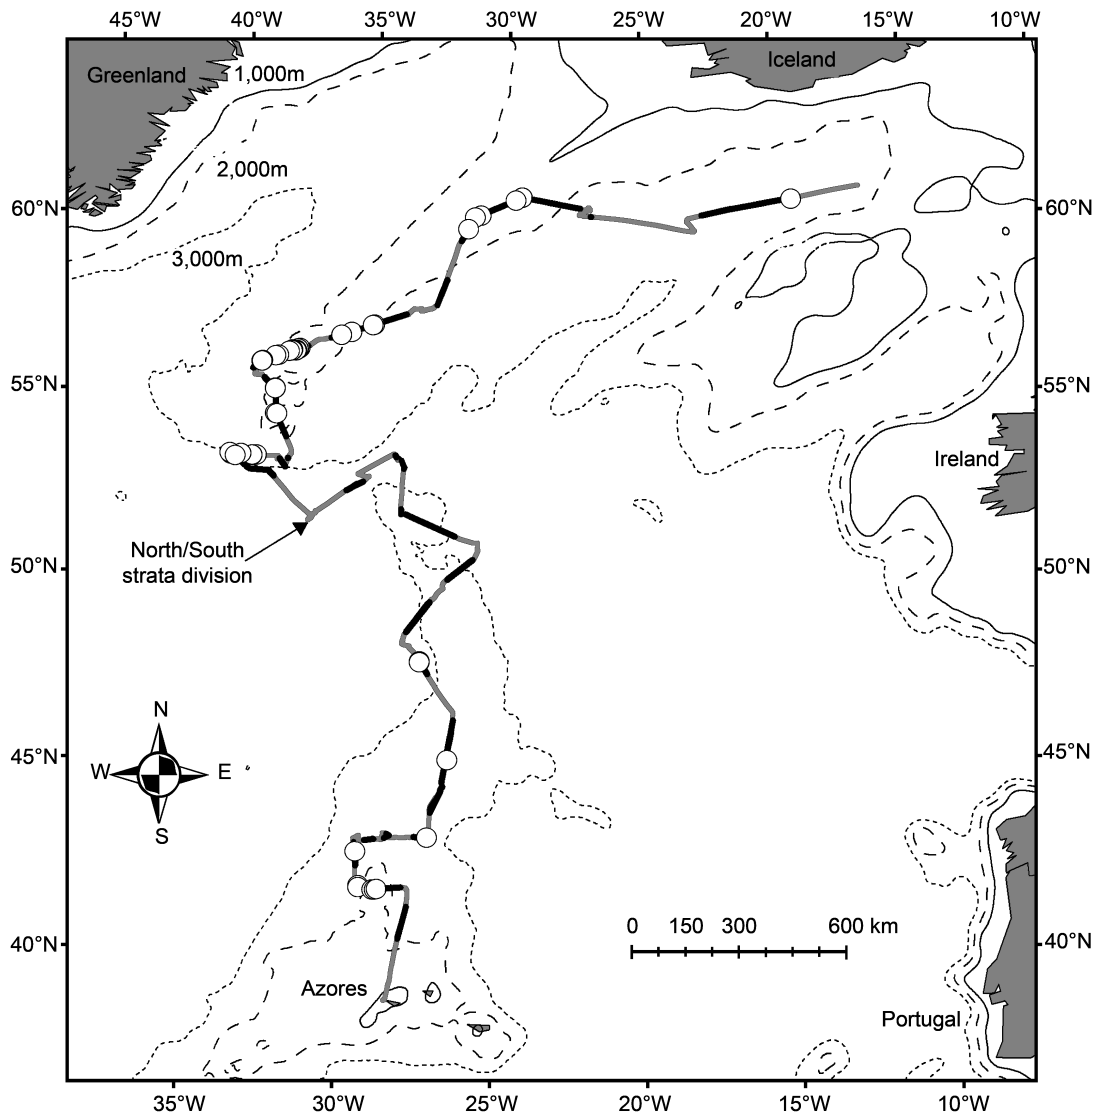 45°W 40°W 35°W 30°W 25°W 20°W 15°W 10°W
Greenland
1,000m
Iceland
2,000m
60°N
60°N
3,000m
55°N
55°N
Ireland
North/South
strata division
50°N
50°N
N
W
E
S
45°N
45°N
0 150 300 600 km
40°N
40°N
Azores
Portugal
35°W 30°W 25°W 20°W 15°W 10°W